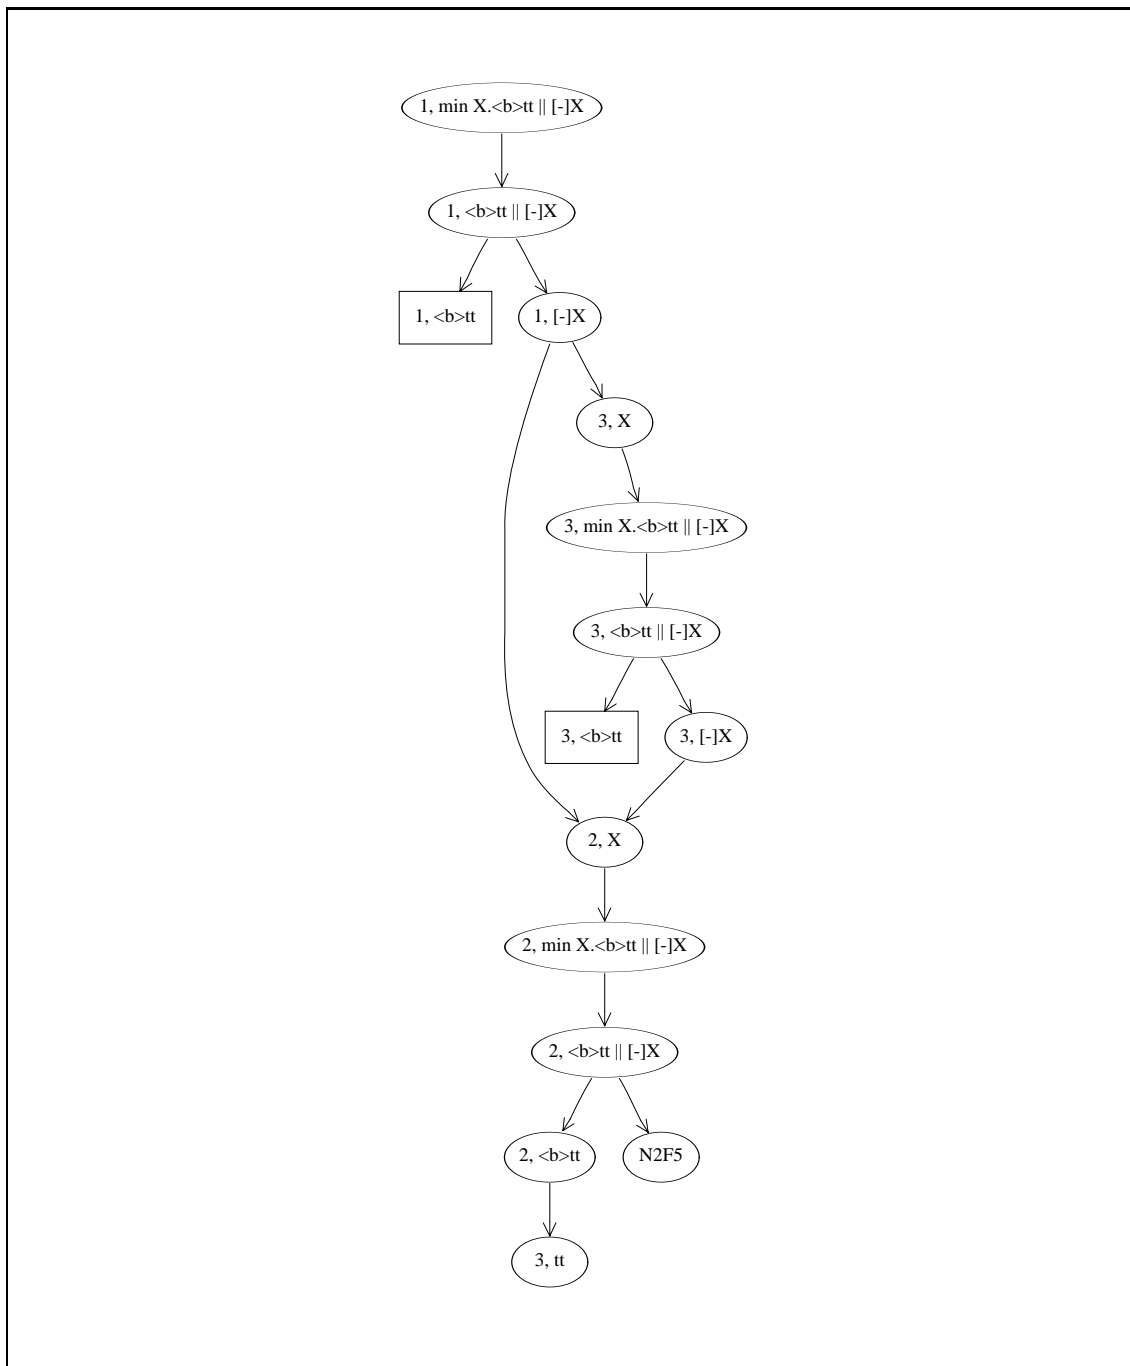 1, min X.<b>tt || [-]X
1, <b>tt || [-]X
1, <b>tt
1, [-]X
3, X
3, min X.<b>tt || [-]X
3, <b>tt || [-]X
3, <b>tt
3, [-]X
2, X
2, min X.<b>tt || [-]X
2, <b>tt || [-]X
2, <b>tt
N2F5
3, tt